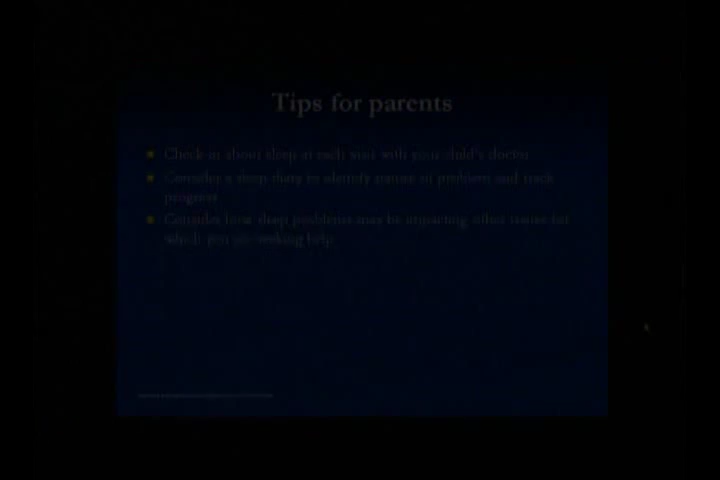 Tips for parents
Check in about sleep at each visit with your child's doctor
Consider a sleep diary to identify nature of problem and track
progress
Consider how sleep problems may be impacting other issues for
which you are seeking help